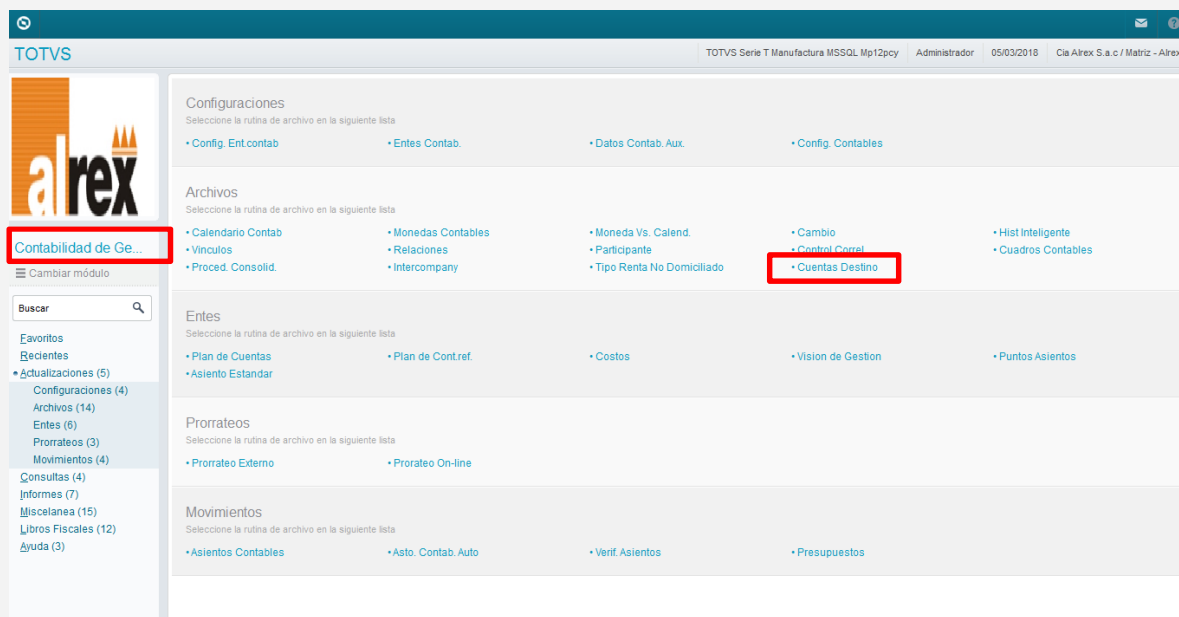 TOTVS
TOTVS Serie T Manufactura MSSQL Mp12pcy Administrador 05/03/2018 Cia Alrex S.a.c / Matriz - Alrex
alrex
Contabilidad de Ge...
Cambiar módulo
Buscar
Favoritos
Recientes
Actualizaciones (5)
Configuraciones (4)
Archivos (14)
Entes (6)
Prorrateos (3)
Movimientos (4)
Consultas (4)
Informes (7)
Miscelanea (15)
Libros Fiscales (12)
Ayuda (3)
Configuraciones
Seleccione la rutina de archivo en la siguiente lista
• Config. Ent.contab • Entes Contab. • Datos Contab. Aux. • Config. Contables
Archivos
Seleccione la rutina de archivo en la siguiente lista
• Calendario Contab • Monedas Contables • Moneda Vs. Calend. • Cambio • Hist Inteligente
• Vinculos • Relaciones • Participante • Control Correl • Cuadros Contables
• Proced. Consolid. • Intercompany • Tipo Renta No Domiciliado • Cuentas Destino
Entes
Seleccione la rutina de archivo en la siguiente lista
• Plan de Cuentas • Plan de Cont.ref. • Costos • Vision de Gestion • Puntos Asientos
• Asiento Estandar
Prorrateos
Seleccione la rutina de archivo en la siguiente lista
• Prorrateo Externo • Prorateo On-line
Movimientos
Seleccione la rutina de archivo en la siguiente lista
• Asientos Contables • Asto. Contab. Auto • Verif. Asientos • Presupuestos